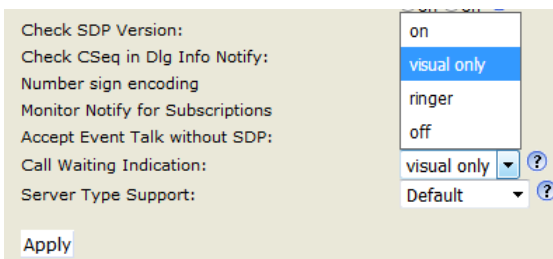 Check SDP Version:
on
Check CSeq in Dlg Info Notify:
visual only
Number sign encoding
ringer
Monitor Notify for Subscriptions
Accept Event Talk without SDP:
off
Call Waiting Indication:
visual only ?
Server Type Support:
Default ?
Apply